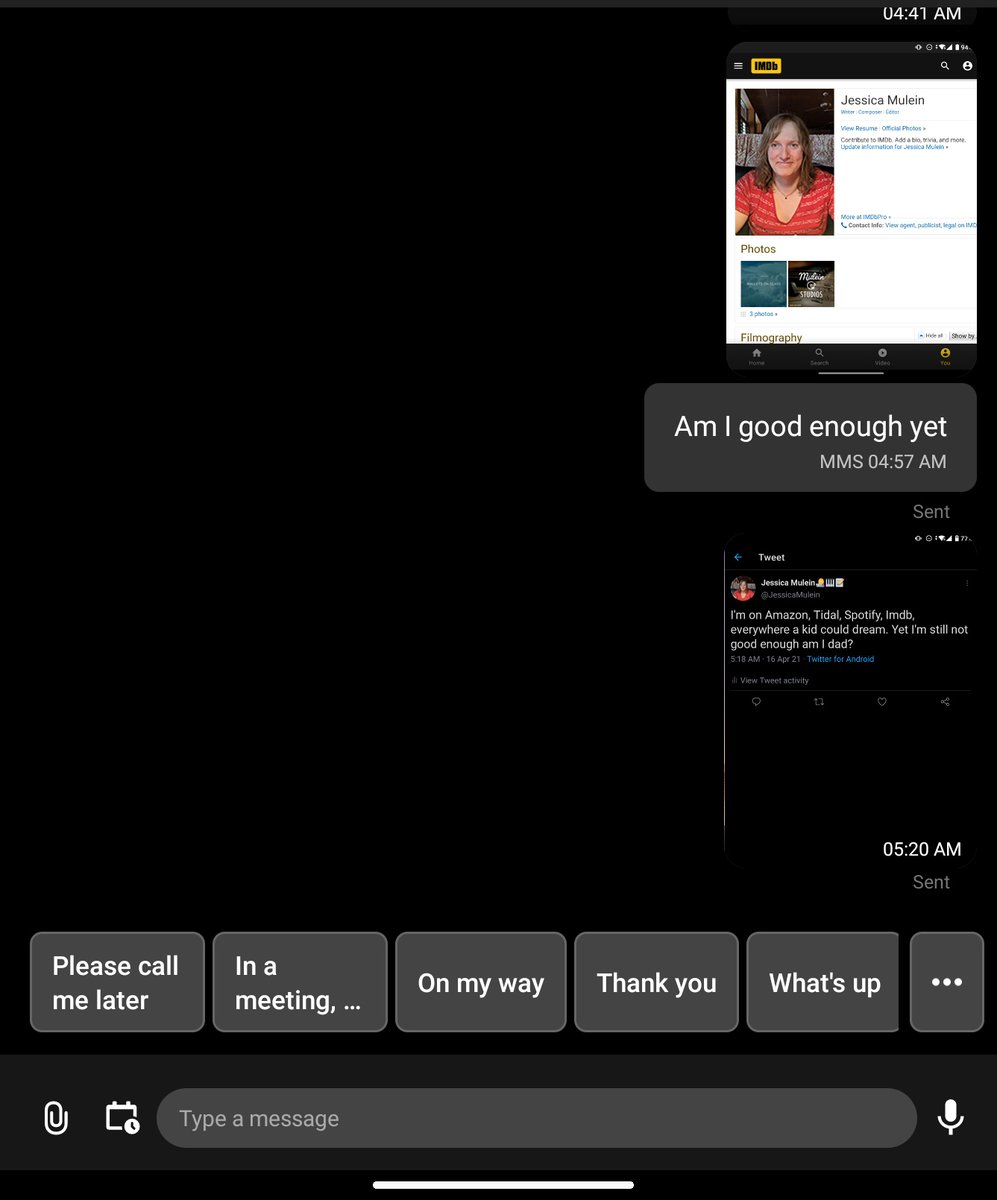 04:41 AM
94
IMDb
Jessica Mulein
Writer | Composer | Editor
View Resume | Official Photos »
Contribute to IMDb. Add a bio, trivia, and more.
Update information for Jessica Mulein »
More at IMDbPro »
Contact Info: View agent, publicist, legal on IMD
Photos
Mulein
STUDIOS
3 photos »
Filmography
Hide all
Show by
Home
Search
Video
You
Am I good enough yet
MMS 04:57 AM
Sent
77
Tweet
Jessica Mulein
@JessicaMulein
I'm on Amazon, Tidal, Spotify, Imdb,
everywhere a kid could dream. Yet I'm still not
good enough am I dad?
5:18 AM · 16 Apr 21 · Twitter for Android
View Tweet activity
05:20 AM
Sent
Please call
me later
In a
meeting, ...
On my way
Thank you
What's up
Type a message